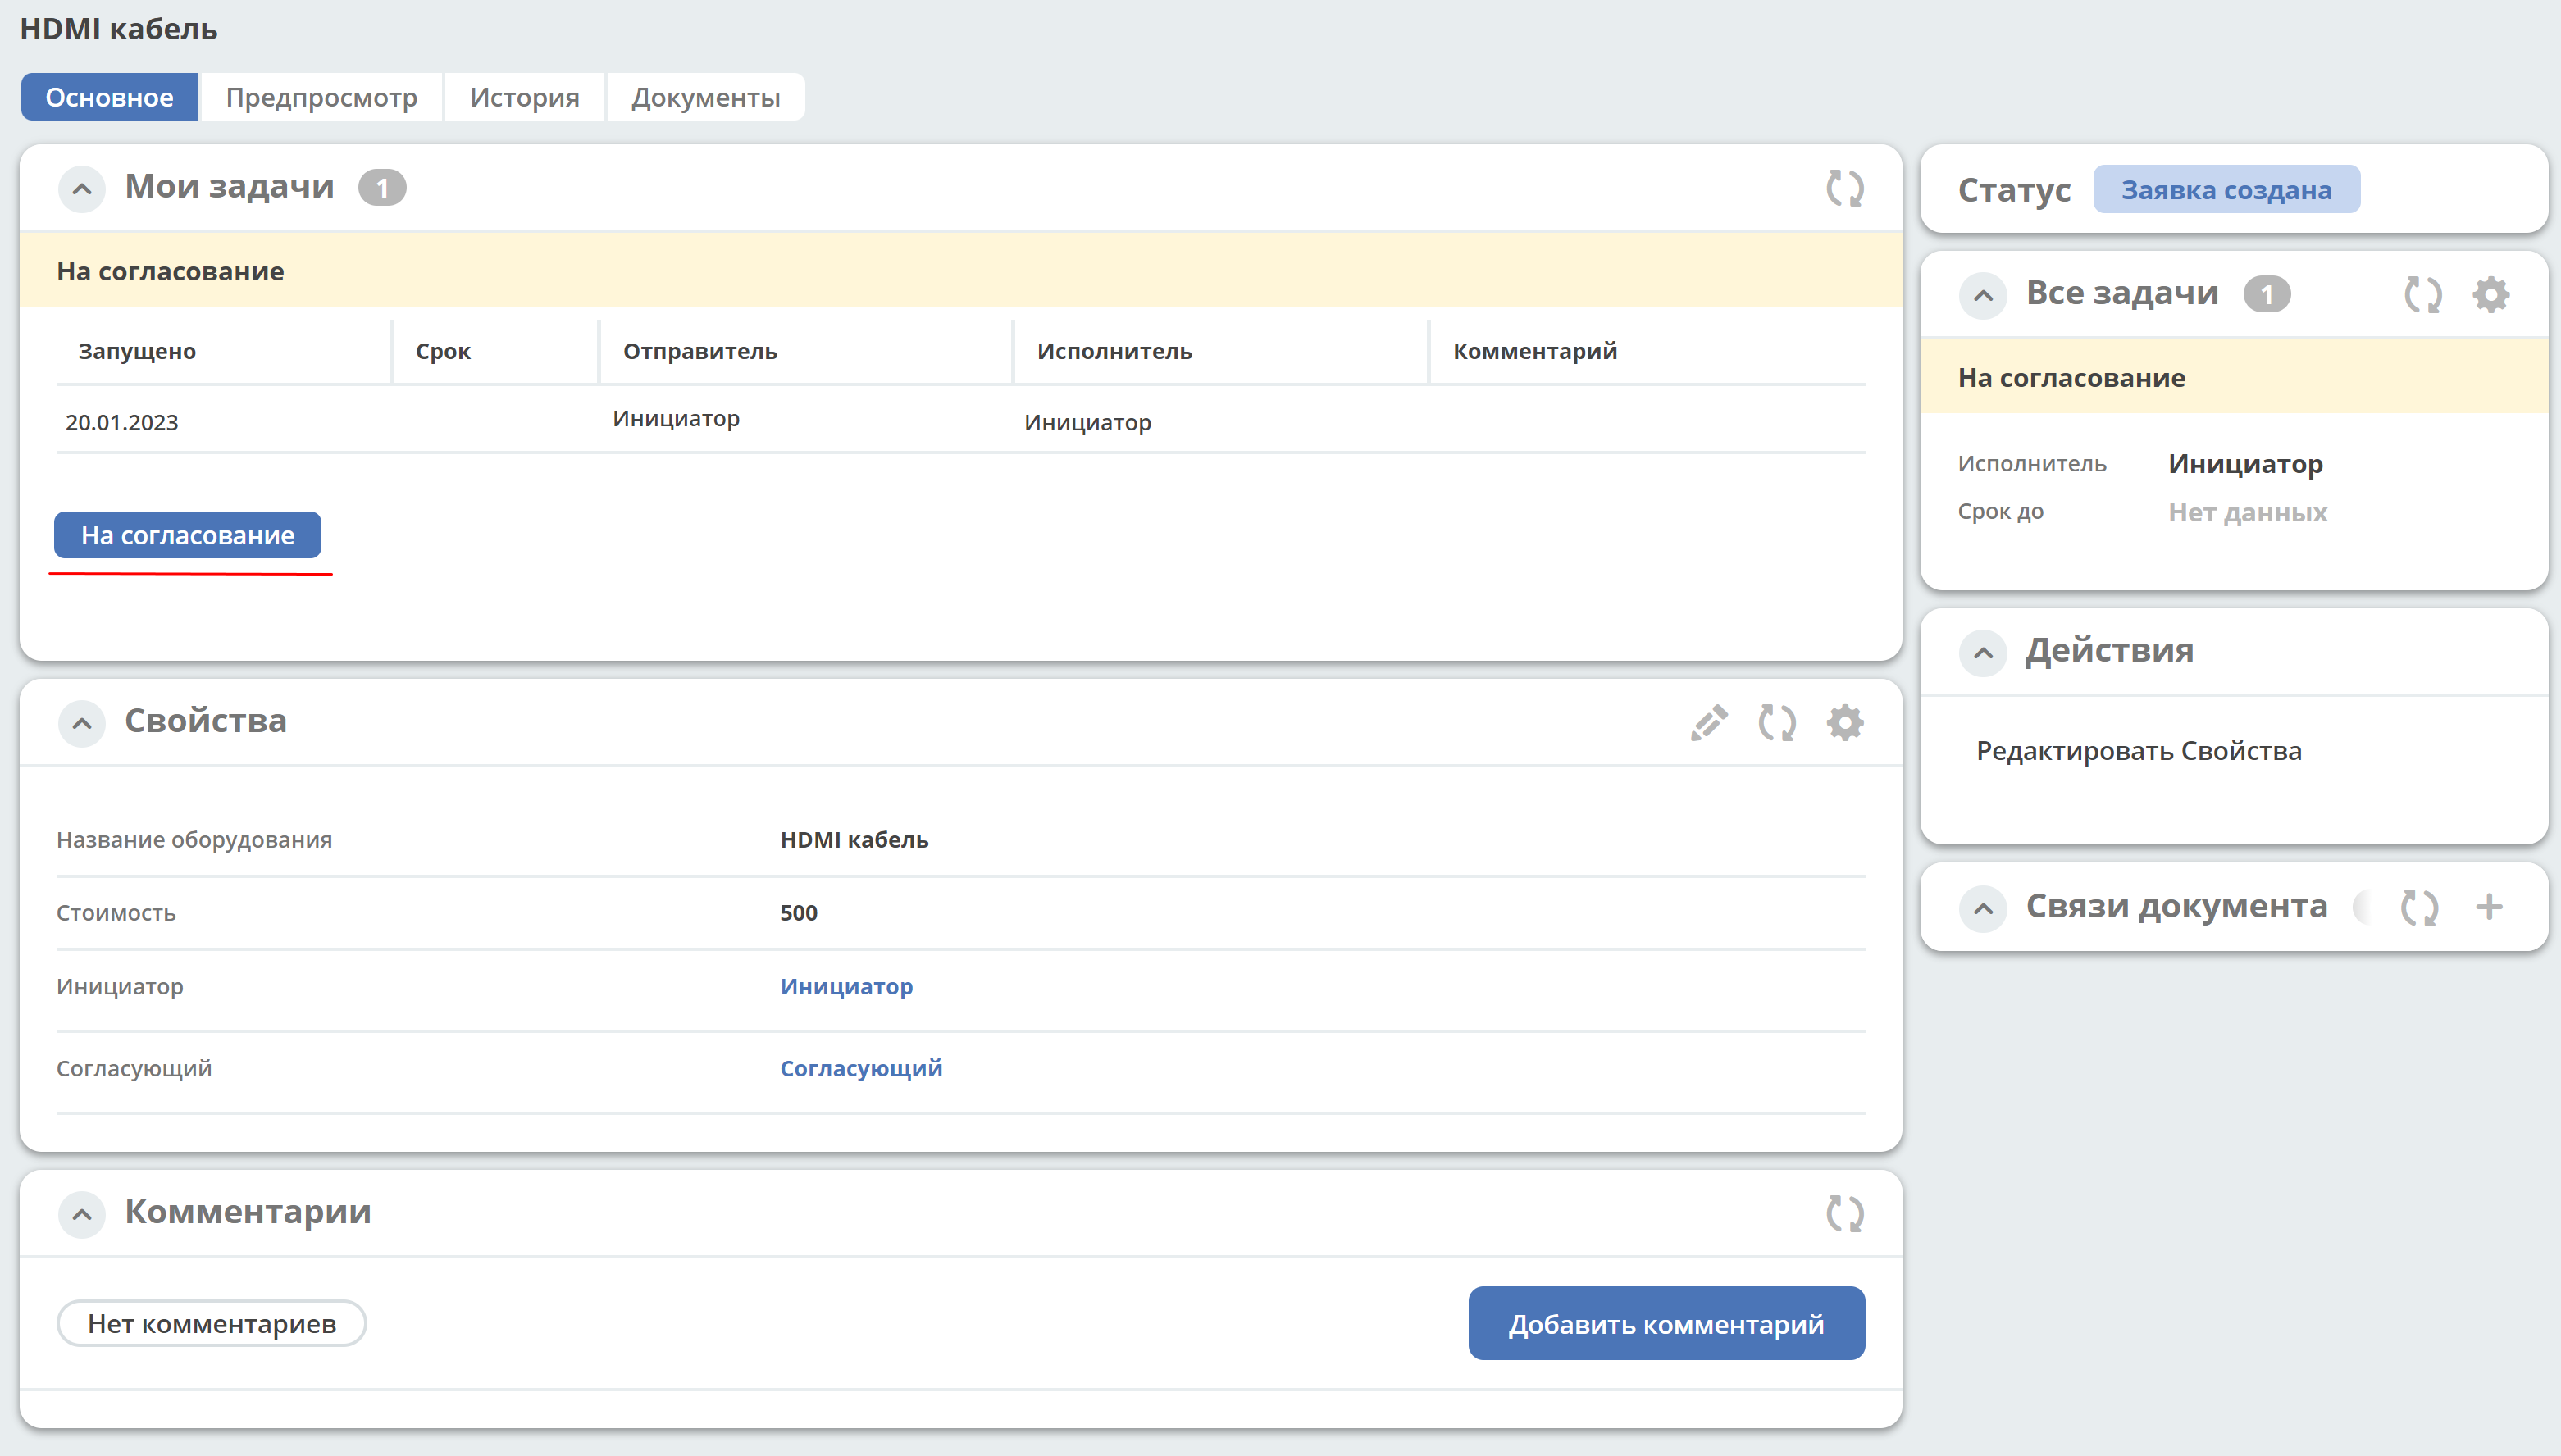 HDMI кабель
Основное Предпросмотр История Документы
Мои задачи 1
На согласование
Запущено Срок Отправитель Исполнитель Комментарий
20.01.2023 Инициатор Инициатор
На согласование
Свойства
Название оборудования HDMI кабель
Стоимость 500
Инициатор Инициатор
Согласующий Согласующий
Комментарии
Нет комментариев Добавить комментарий
Статус Заявка создана
Все задачи 1
На согласование
Исполнитель Инициатор
Срок до Нет данных
Действия
Редактировать Свойства
Связи документа